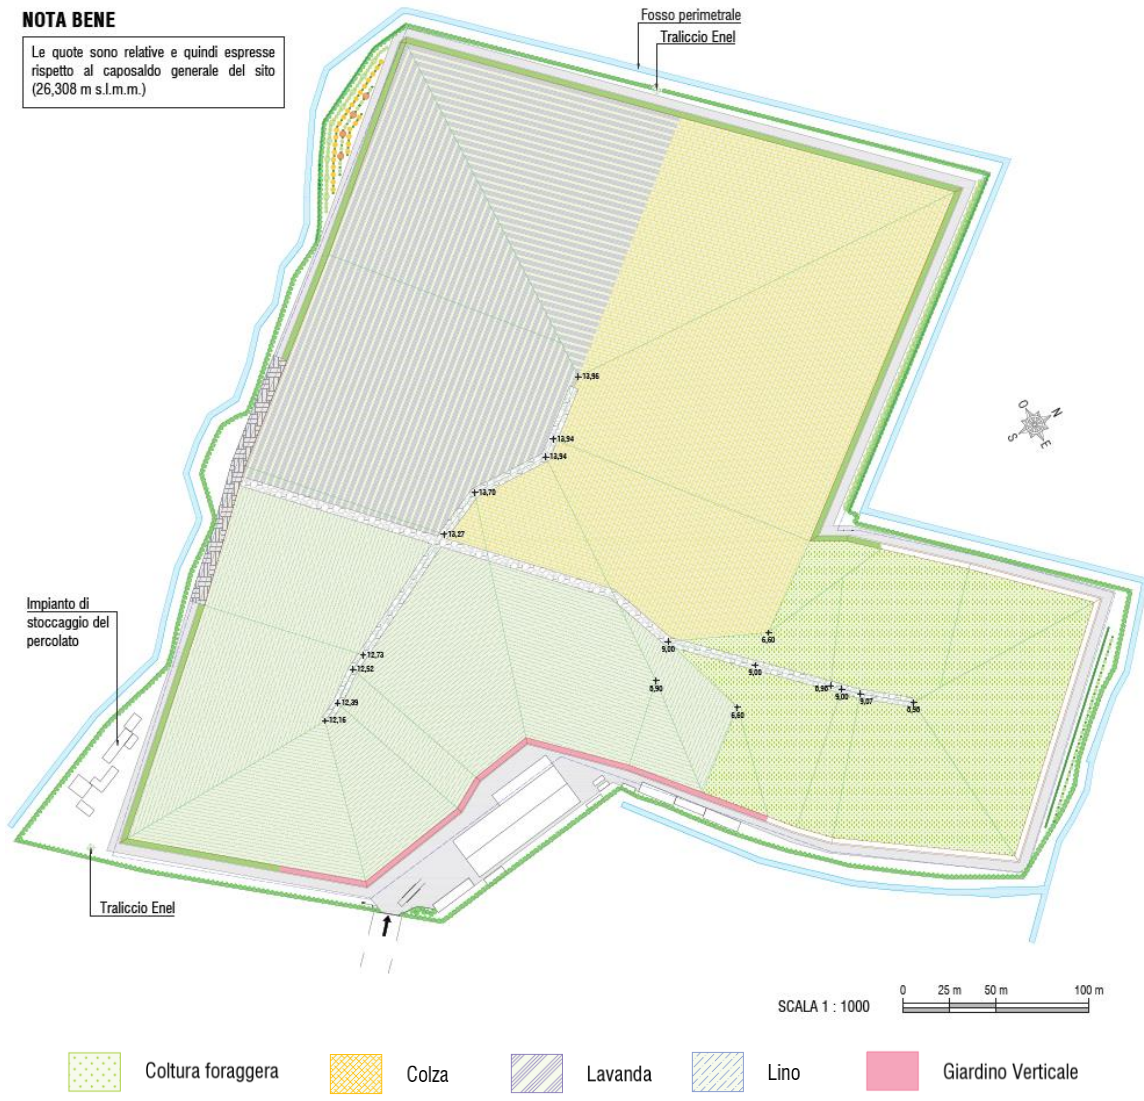 NOTA BENE
Le quote sono relative e quindi espresse
rispetto al caposaldo generale del sito
(26,308 m s.l.m.m.)
Fosso perimetrale
Traliccio Enel
13,96
O
N
S
E
13,94
13,94
13,70
13,27
Impianto di
stoccaggio del
percolato
12,73
12,52
12,39
12,16
9,00
6,60
9,00
8,90
8,98
9,00
9,07
8,98
6,60
Traliccio Enel
SCALA 1 : 1000
0 25 m 50 m 100 m
Coltura foraggera
Colza
Lavanda
Lino
Giardino Verticale